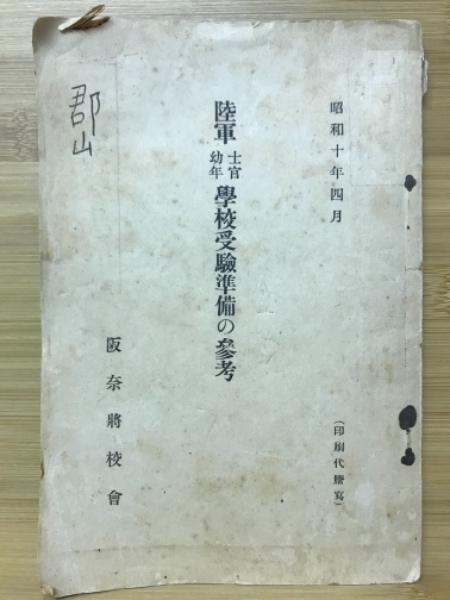 昭和十年四月
(印刷代謄寫)
陸軍士官幼年學校受驗準備の參考
阪奈將校會
郡山